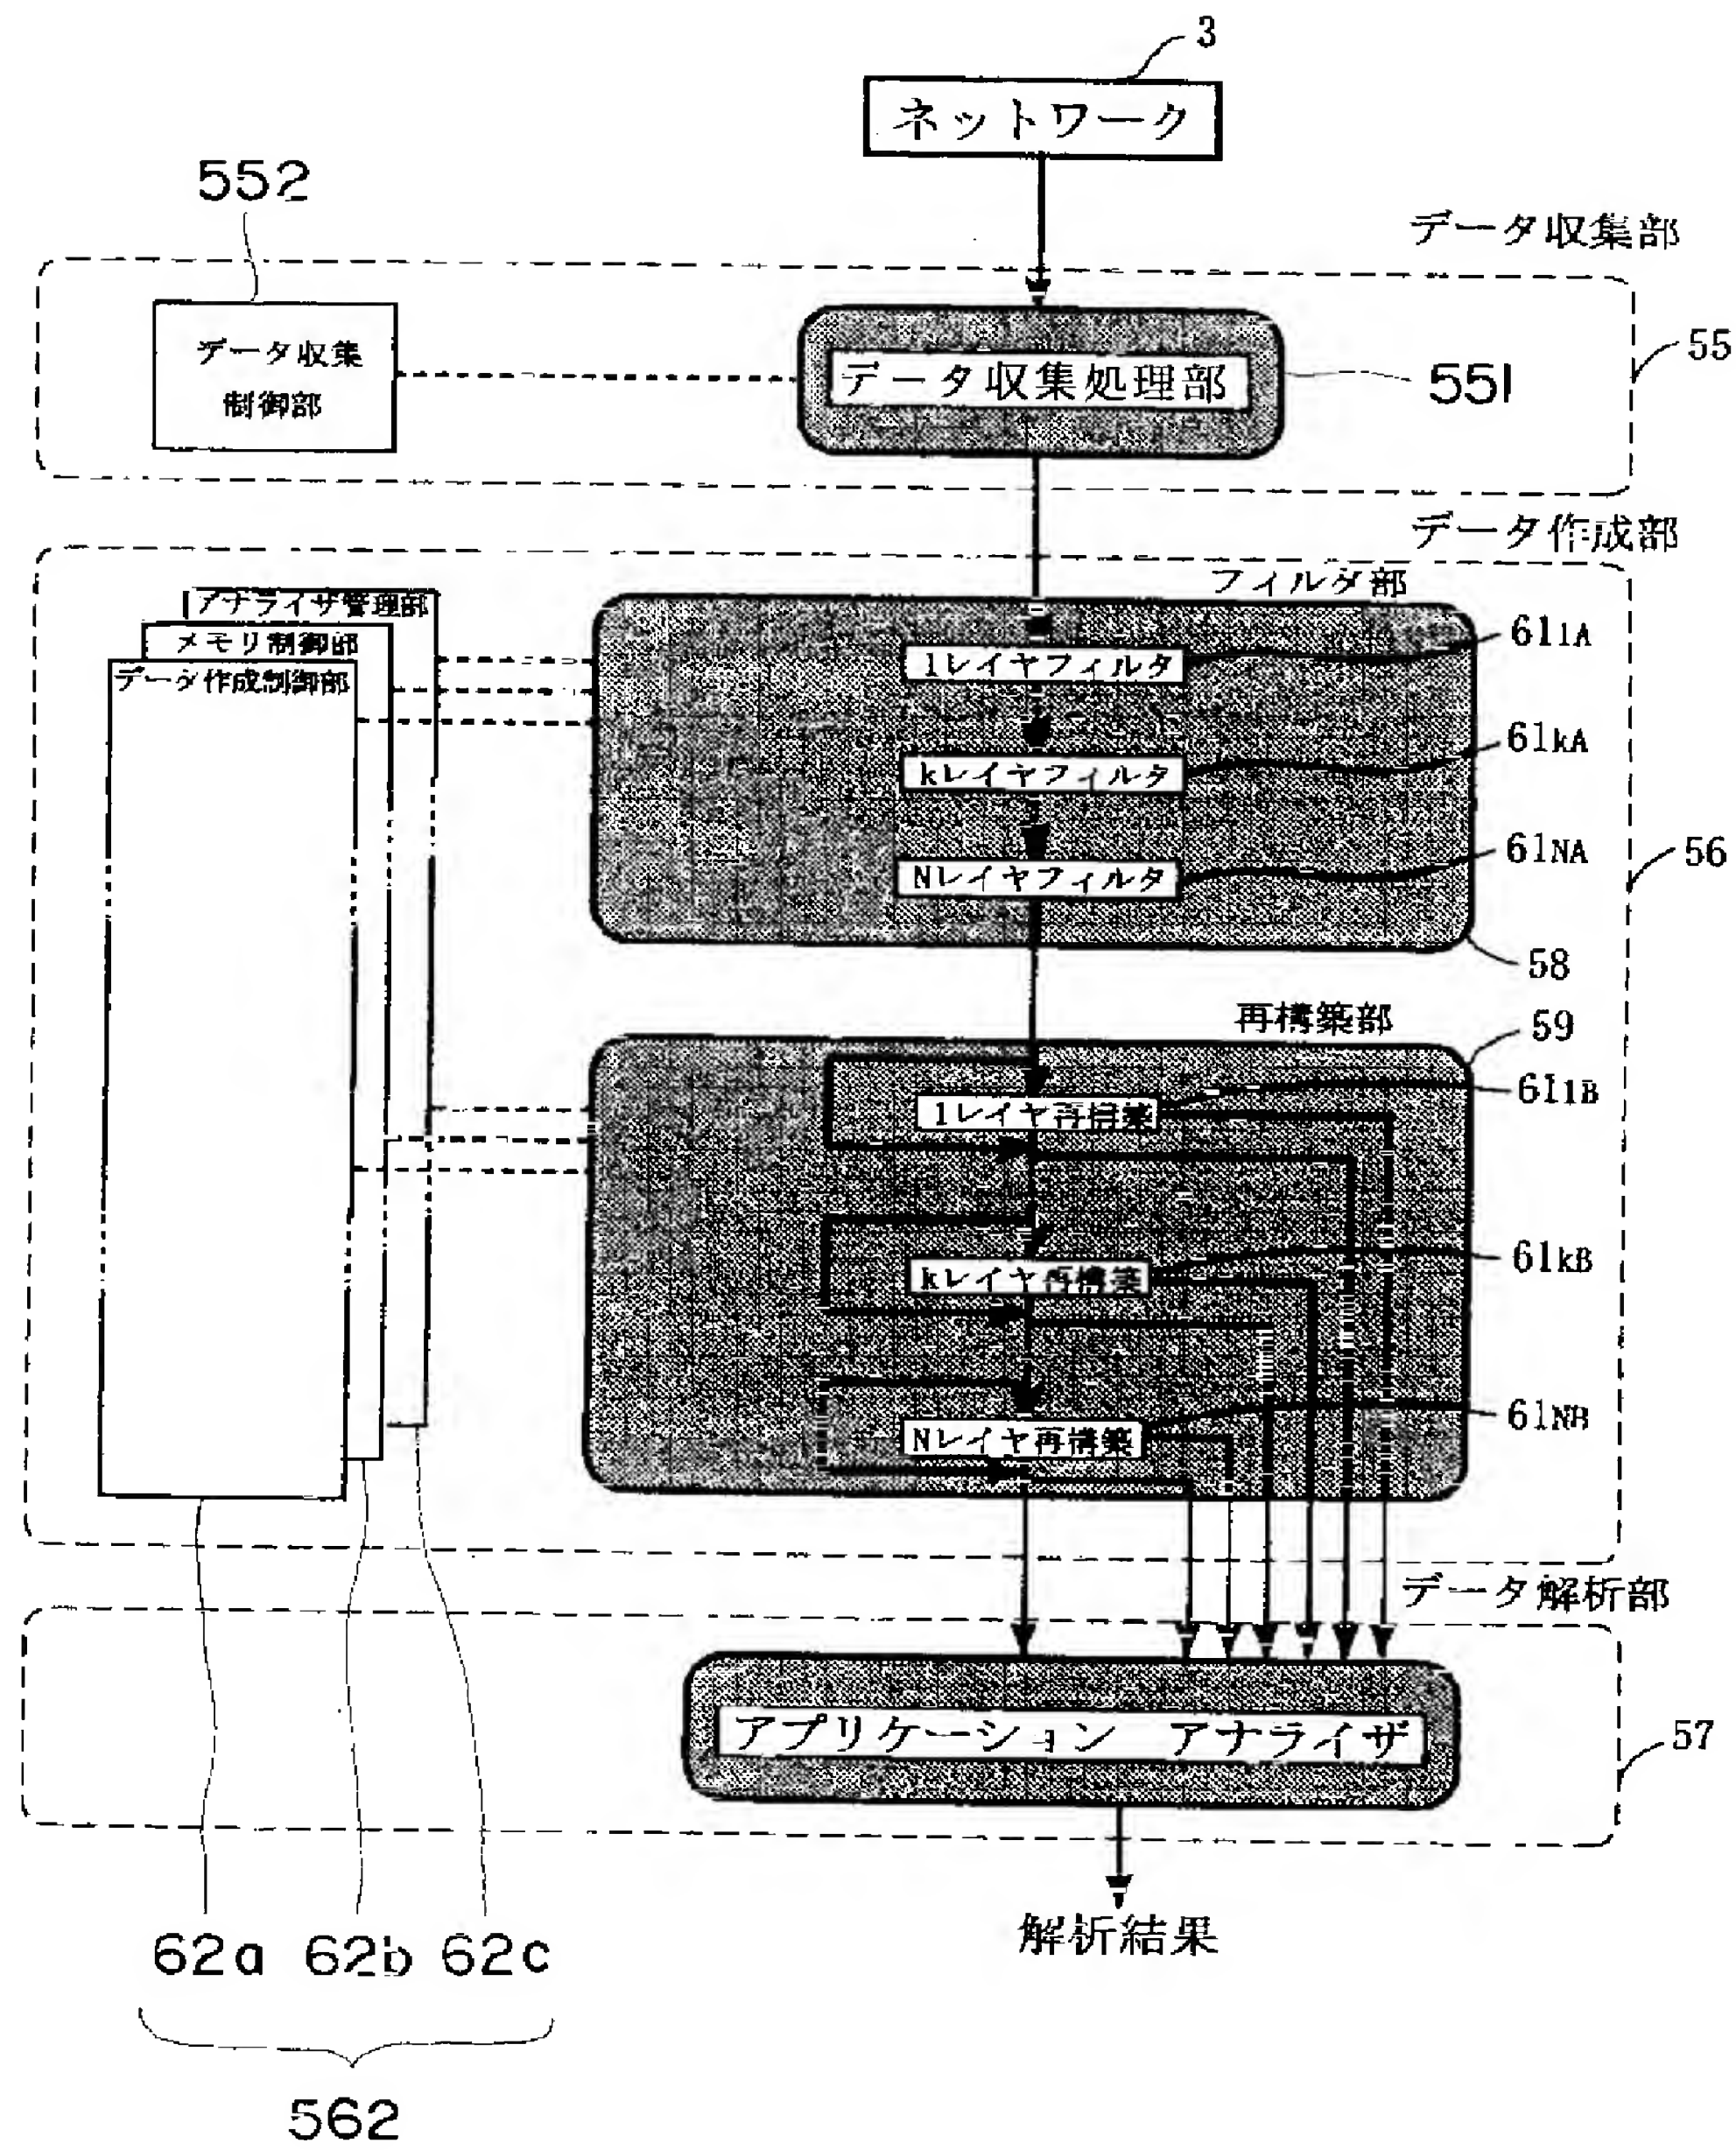 3
ネットワーク
552
データ収集部
データ収集
制御部
データ収集処理部
551
55
データ作成部
フィルタ部
アナライザ管理部
メモリ制御部
データ作成制御部
1レイヤフィルタ
611A
kレイヤフィルタ
61kA
Nレイヤフィルタ
61NA
56
58
再構築部
59
1レイヤ再構築
611B
kレイヤ再構築
61kB
Nレイヤ再構築
61NB
データ解析部
アプリケーション アナライザ
57
解析結果
62a 62b 62c
562